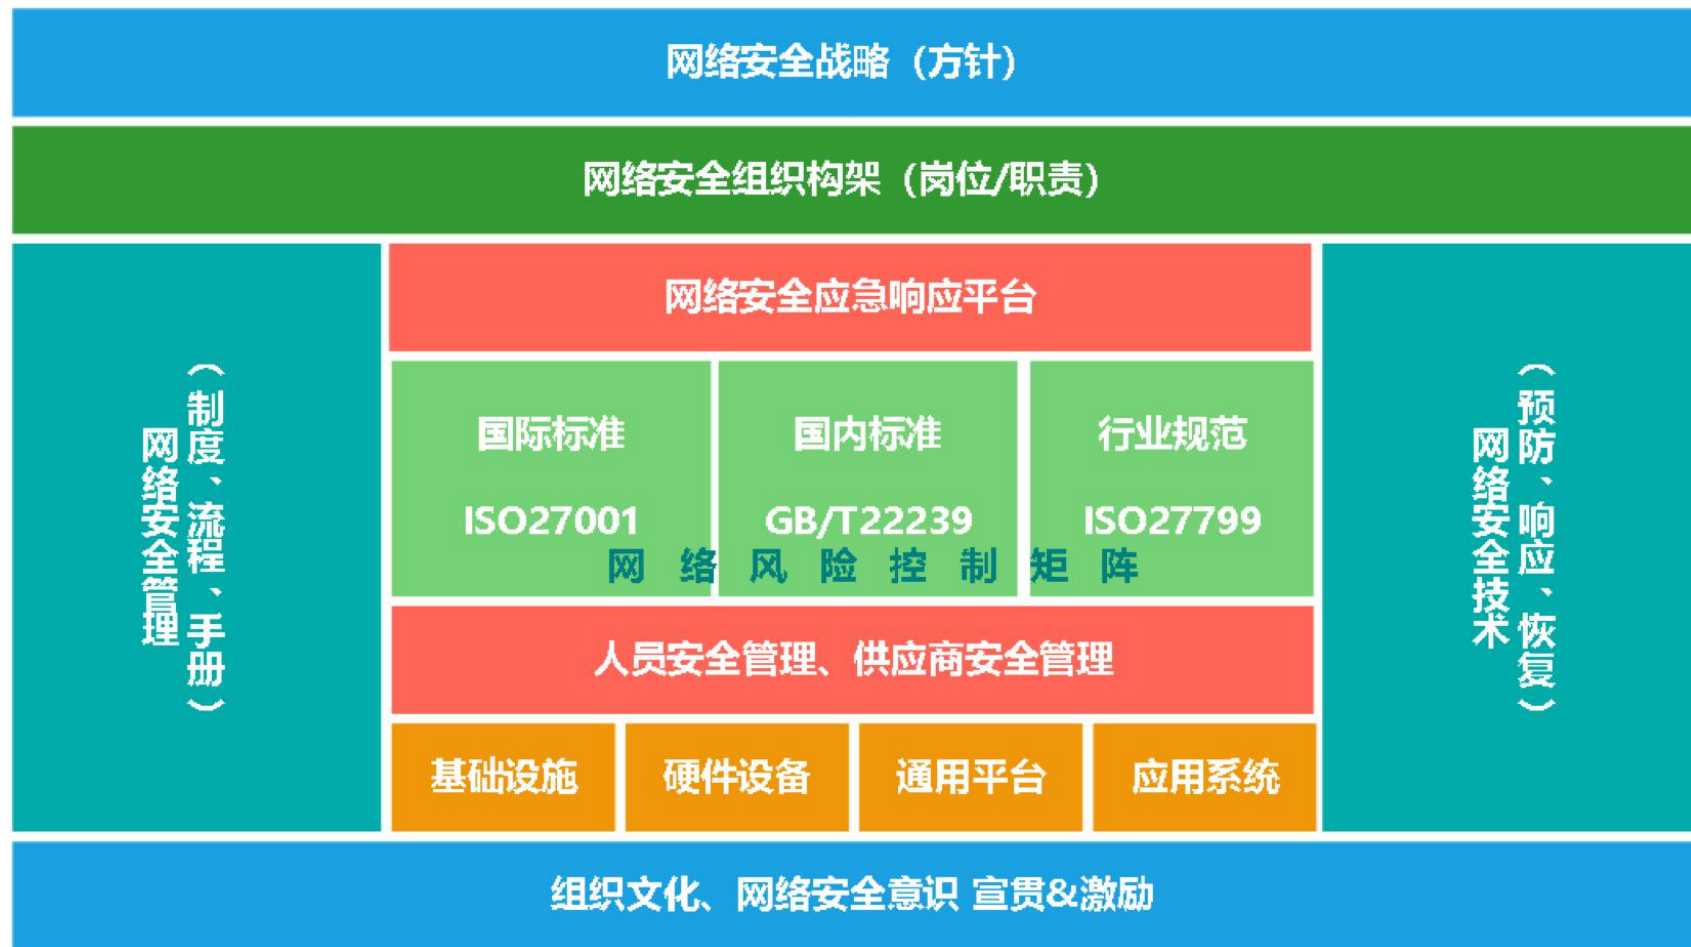 网络安全战略（方针）
网络安全组织构架（岗位/职责）
网络安全管理
（制度、流程、手册）
网络安全应急响应平台
国际标准
ISO27001
国内标准
GB/T22239
行业规范
ISO27799
网络风险控制矩阵
人员安全管理、供应商安全管理
基础设施
硬件设备
通用平台
应用系统
网络安全技术
（预防、响应、恢复）
组织文化、网络安全意识 宣贯&激励